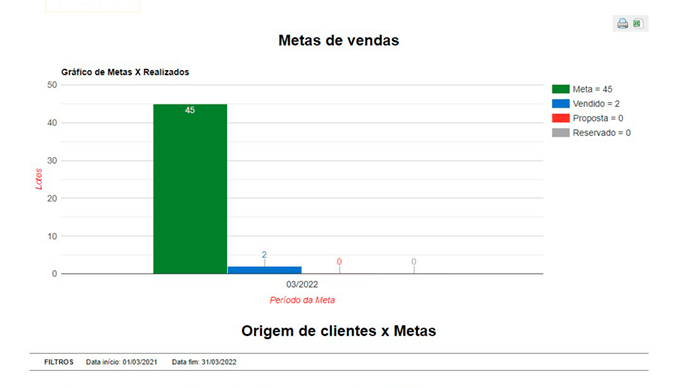 Metas de vendas
Gráfico de Metas X Realizados
50
40
30
20
10
0
Lotes
45
2
0
0
03/2022
Período da Meta
Meta = 45
Vendido = 2
Proposta = 0
Reservado = 0
Origem de clientes x Metas
FILTROS Data início: 01/03/2021 Data fim: 31/03/2022